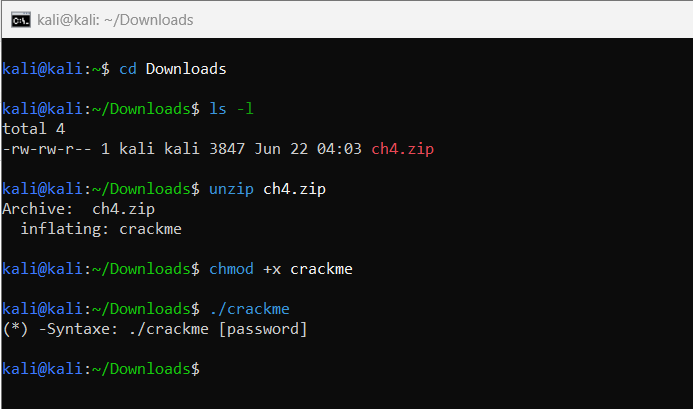 kali@kali: ~/Downloads
kali@kali:~$ cd Downloads
kali@kali:~/Downloads$ ls -l
total 4
-rw-rw-r-- 1 kali kali 3847 Jun 22 04:03 ch4.zip
kali@kali:~/Downloads$ unzip ch4.zip
Archive:  ch4.zip
  inflating: crackme
kali@kali:~/Downloads$ chmod +x crackme
kali@kali:~/Downloads$ ./crackme
(*) -Syntaxe: ./crackme [password]
kali@kali:~/Downloads$